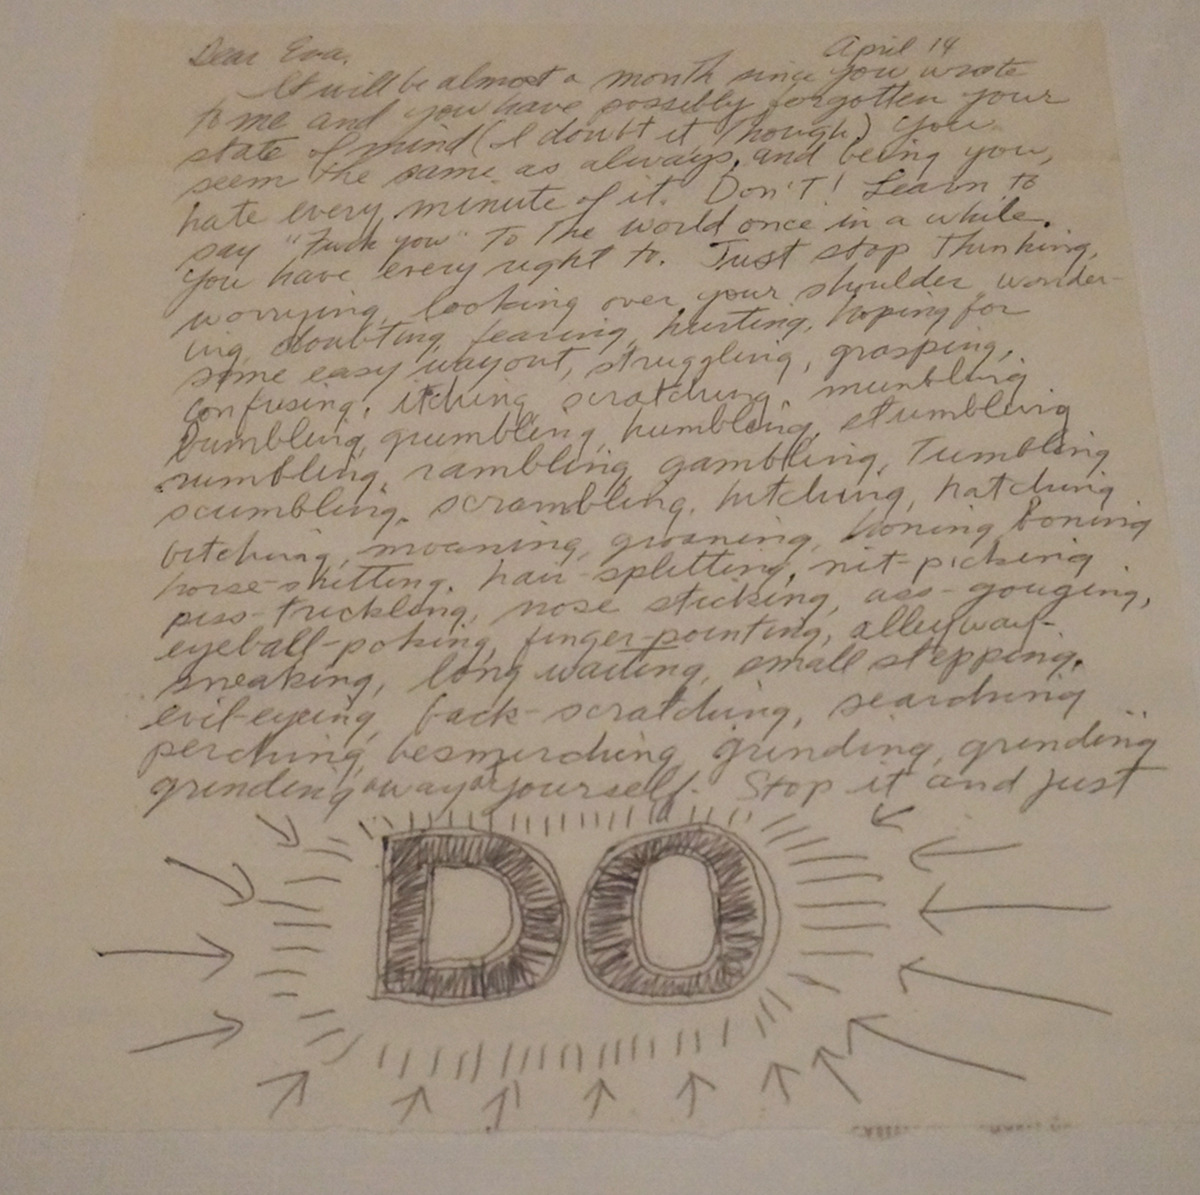 Dear Eva,
April 14
It will be almost a month since you wrote
to me and you have possibly forgotten your
state of mind (I doubt it though). You
seem the same as always, and being you,
hate every minute of it. Don't! Learn to
say "Fuck you" to the world once in a while.
You have every right to. Just stop thinking,
worrying, looking over your shoulder, wonder-
ing, doubting, fearing, hurting, hoping for
some easy way out, struggling, grasping,
confusing, itching, scratching, mumbling,
bumbling, grumbling, humbling, stumbling,
rumbling, rambling, gambling, tumbling,
scumbling, scrambling, hitching, hatching,
bitching, moaning, groaning, honing, boning
horse-shitting, hair-splitting, nit-picking
piss-trickling, nose sticking, ass-gouging,
eyeball-poking, finger-pointing, alleyway-
sneaking, long waiting, small stepping,
evil-eyeing, back-scratching, searching
perching, besmirching, grinding, grinding
grinding away at yourself. Stop it and just
DO